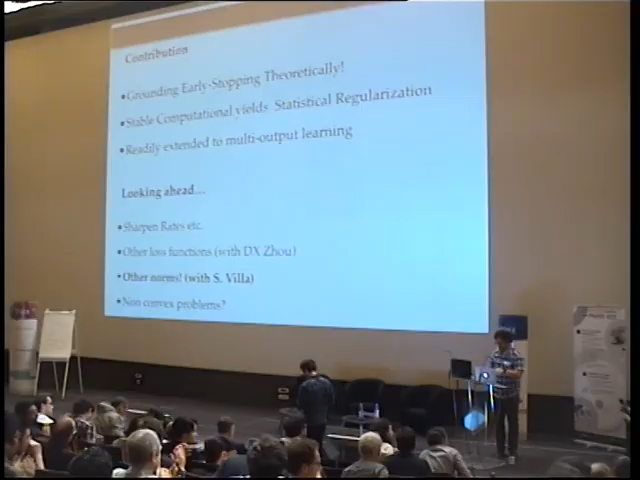 Contribution
•Grounding Early-Stopping Theoretically!
•Stable Computational yields Statistical Regularization
•Readily extended to multi-output learning
Looking ahead...
•Sharpen Rates etc.
•Other loss functions (with DX Zhou)
•Other norms! (with S. Villa)
•Non convex problems?